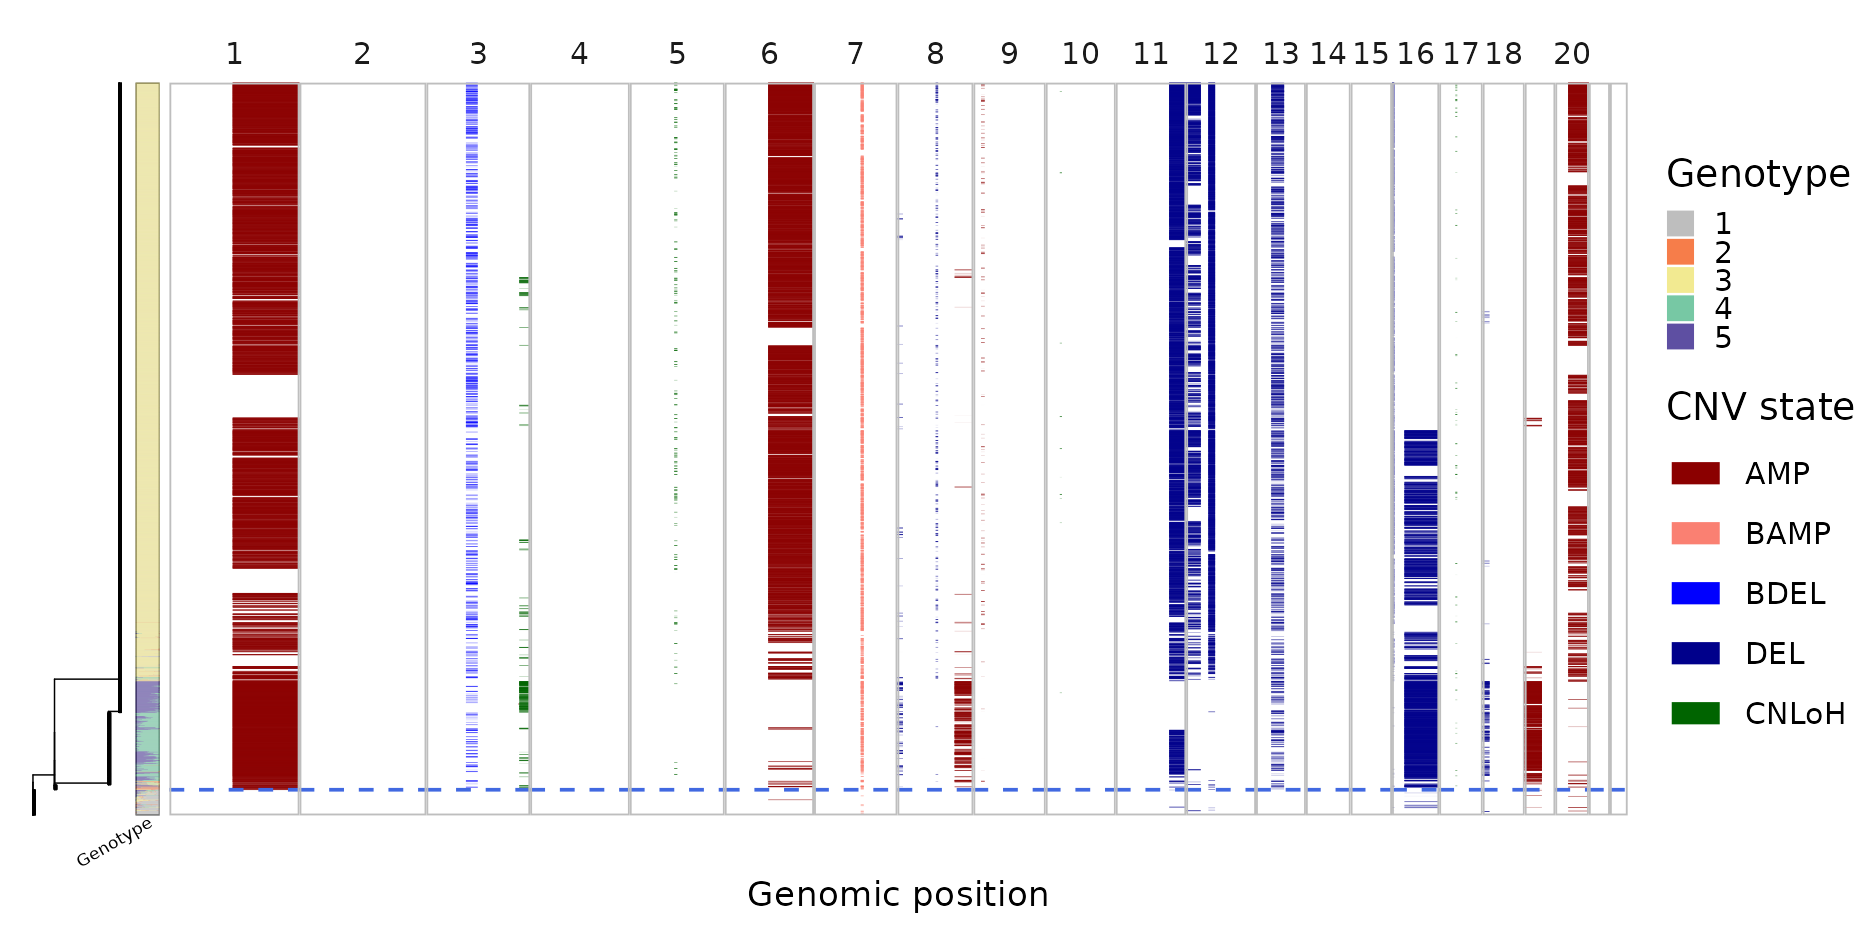 1 2 3 4 5 6 7 8 9 10 11 12 13 14 15 16 17 18 20
Genotype
1
2
3
4
5
CNV state
AMP
BAMP
BDEL
DEL
CNLoH
Genotype
Genomic position